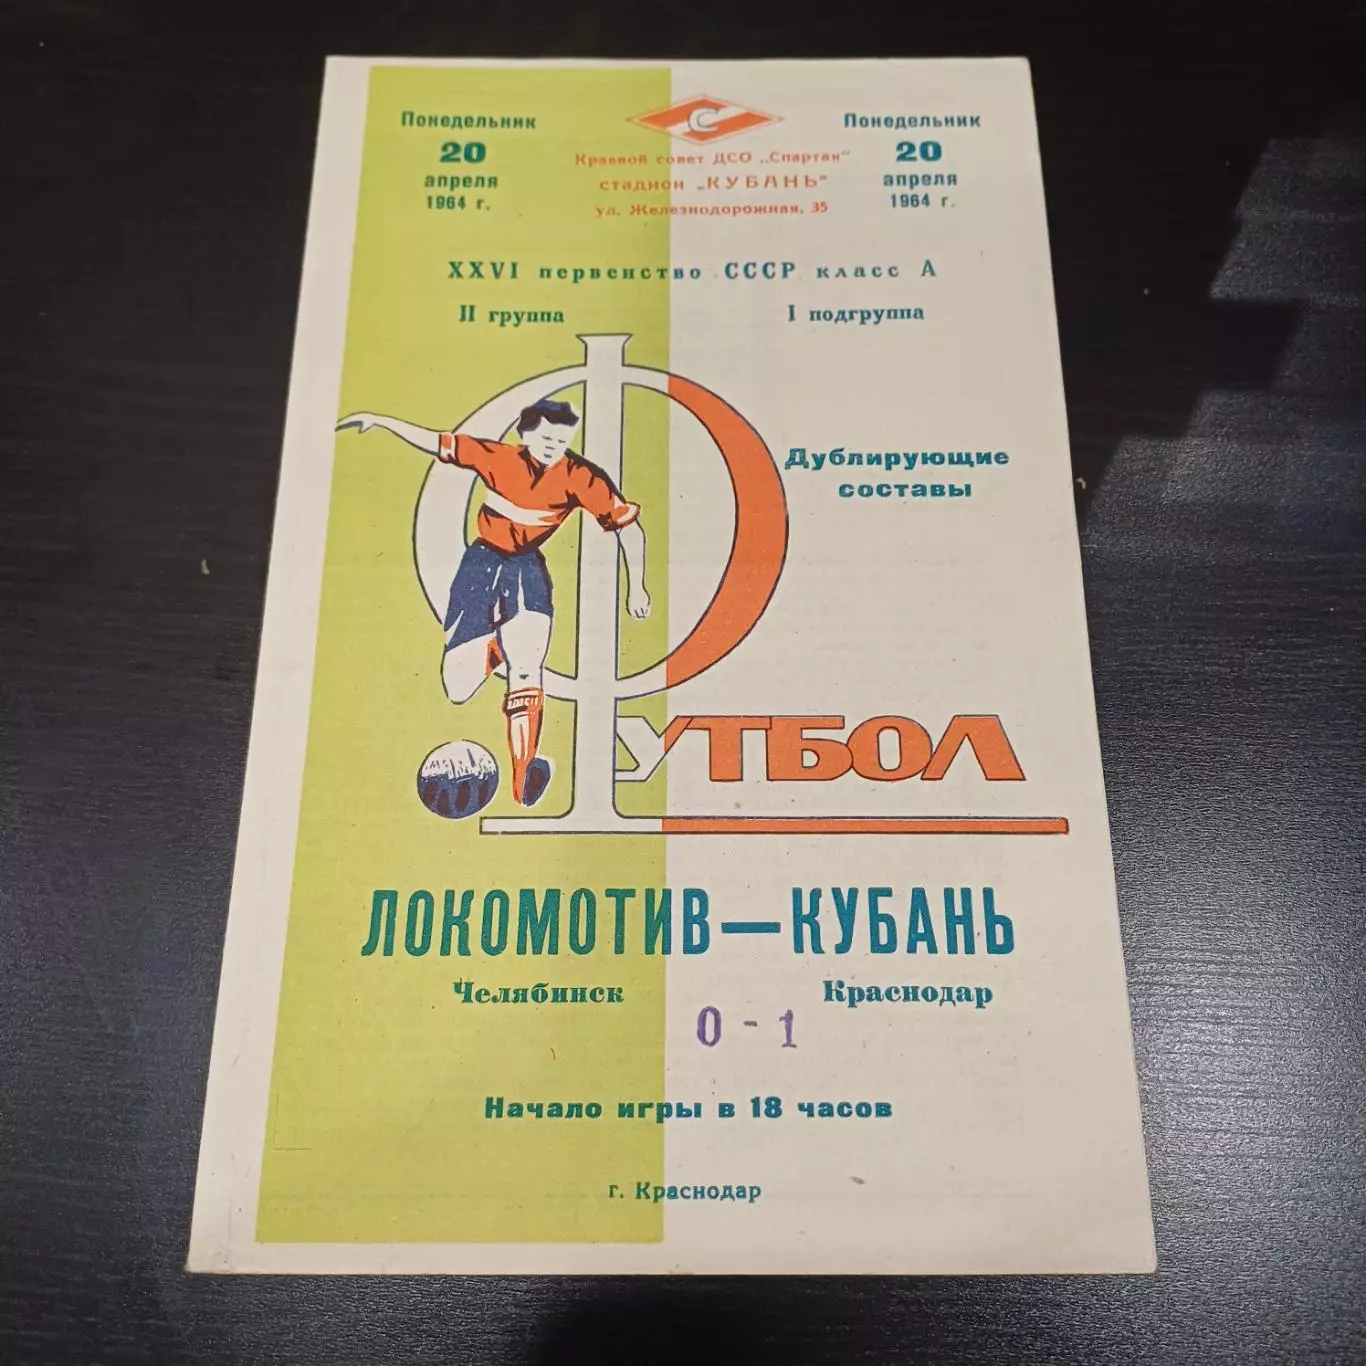 Понедельник
20
апреля
1964 г.
С
Краевой совет ДСО „Спартак"
стадион „КУБАНЬ"
ул. Железнодорожная, 35
Понедельник
20
апреля
1964 г.
XXVI первенство СССР класс А
II группа
I подгруппа
Дублирующие
составы
ФУТБОЛ
ЛОКОМОТИВ—КУБАНЬ
Челябинск
Краснодар
0 - 1
Начало игры в 18 часов
г. Краснодар